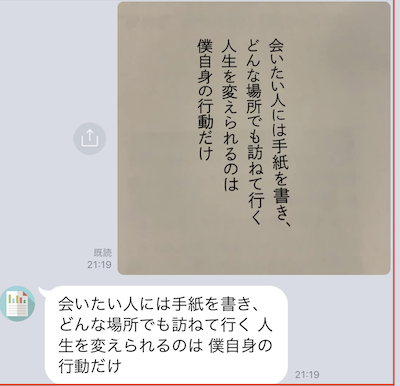 会いたい人には手紙を書き、
どんな場所でも訪ねて行く
人生を変えられるのは
僕自身の行動だけ
既読
21:19
会いたい人には手紙を書き、
どんな場所でも訪ねて行く 人
生を変えられるのは 僕自身の
行動だけ
21:19